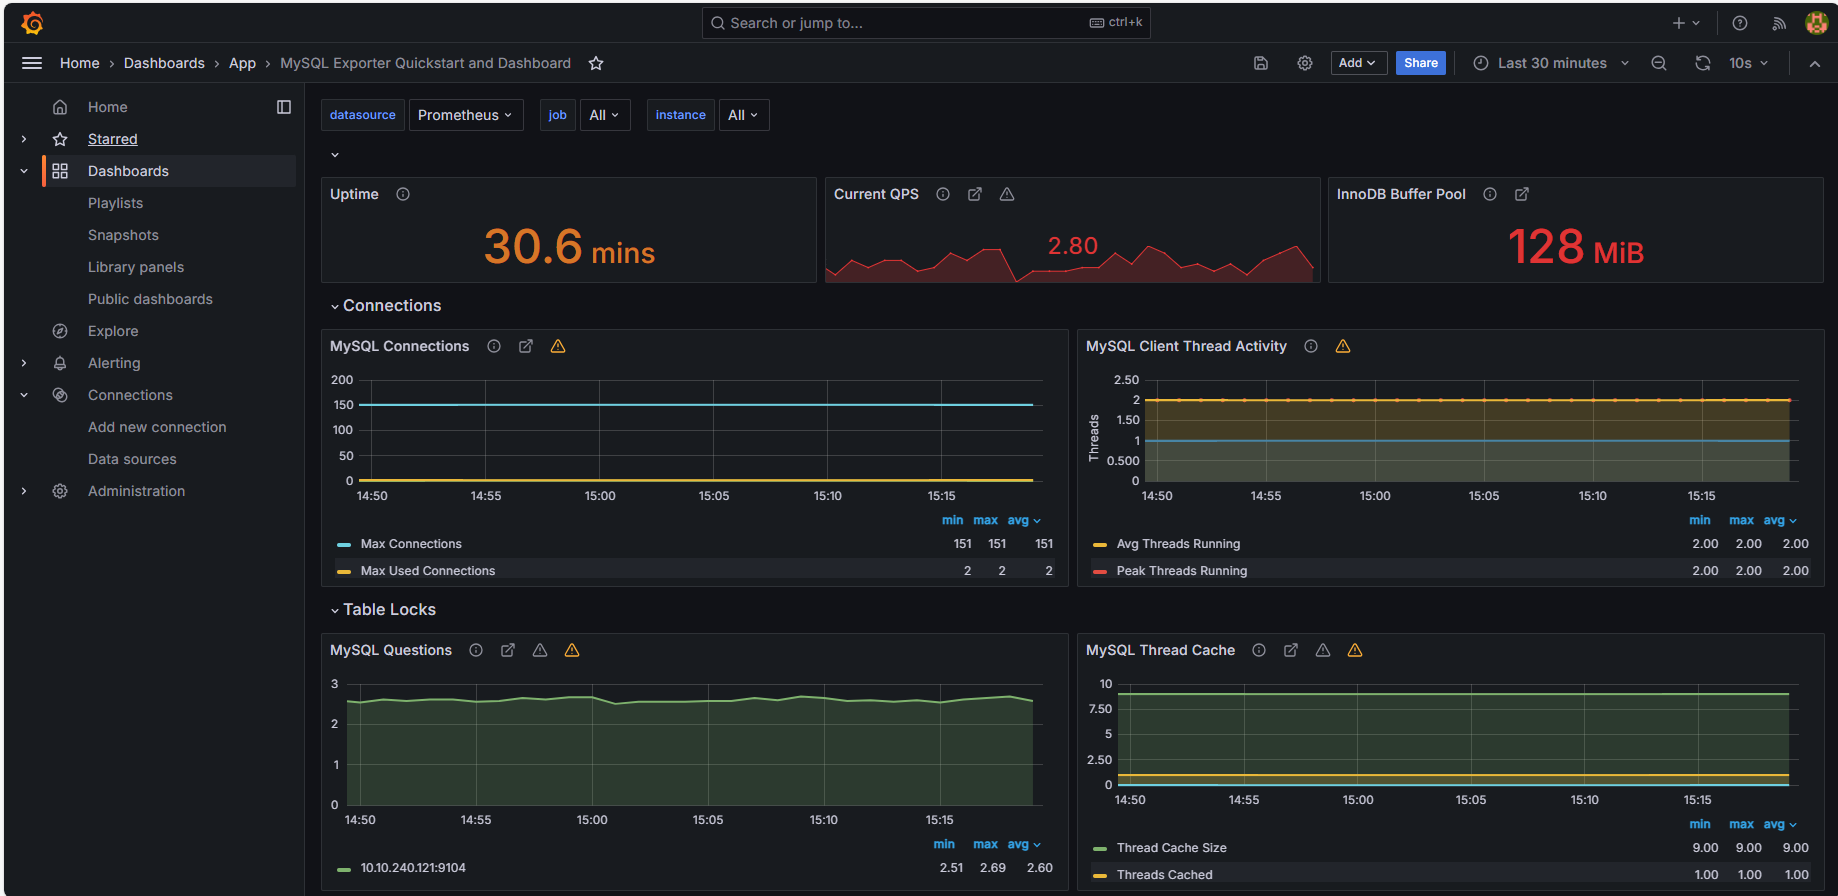 Search or jump to...
ctrl+k
Home
Dashboards
App
MySQL Exporter Quickstart and Dashboard
Add
Share
Last 30 minutes
10s
Home
Starred
Dashboards
Playlists
Snapshots
Library panels
Public dashboards
Explore
Alerting
Connections
Add new connection
Data sources
Administration
datasource
Prometheus
job
All
instance
All
Uptime
30.6 mins
Current QPS
2.80
InnoDB Buffer Pool
128 MiB
Connections
MySQL Connections
200
150
100
50
0
14:50 14:55 15:00 15:05 15:10 15:15
min max avg
Max Connections 151 151 151
Max Used Connections 2 2 2
MySQL Client Thread Activity
Threads
2.50
2
1.50
1
0.500
0
14:50 14:55 15:00 15:05 15:10 15:15
min max avg
Avg Threads Running 2.00 2.00 2.00
Peak Threads Running 2.00 2.00 2.00
Table Locks
MySQL Questions
3
2
1
0
14:50 14:55 15:00 15:05 15:10 15:15
min max avg
10.10.240.121:9104 2.51 2.69 2.60
MySQL Thread Cache
10
7.50
5
2.50
0
14:50 14:55 15:00 15:05 15:10 15:15
min max avg
Thread Cache Size 9.00 9.00 9.00
Threads Cached 1.00 1.00 1.00